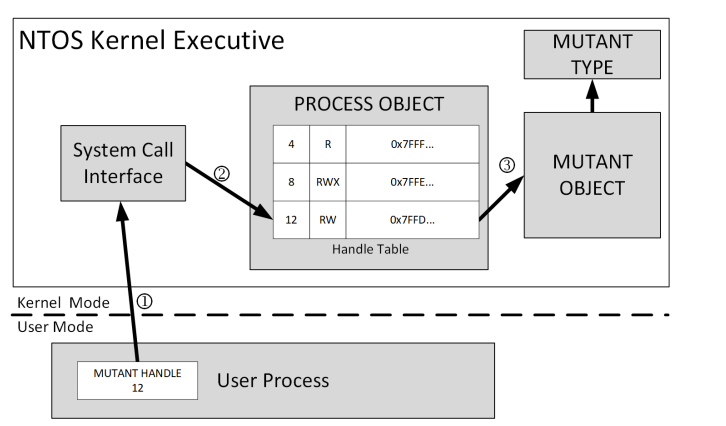 NTOS Kernel Executive
MUTANT
TYPE
PROCESS OBJECT
4 R 0x7FFF...
System Call
Interface
②
8 RWX 0x7FFE...
③
MUTANT
OBJECT
12 RW 0x7FFD...
Handle Table
Kernel Mode
①
User Mode
MUTANT HANDLE
12
User Process